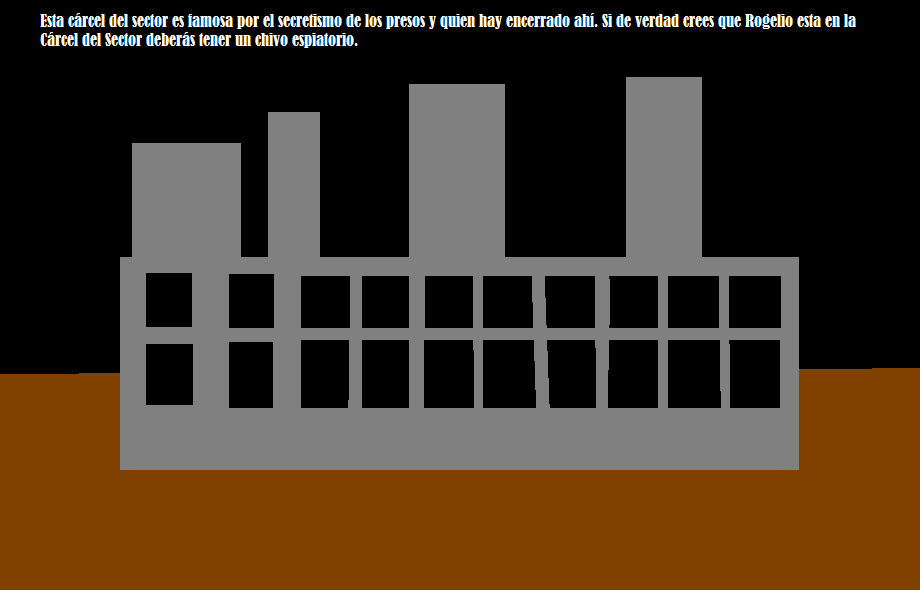 Esta cárcel del sector es famosa por el secretismo de los presos y quien hay encerrado ahí. Si de verdad crees que Rogelio esta en la
Cárcel del Sector deberás tener un chivo espiatorio.